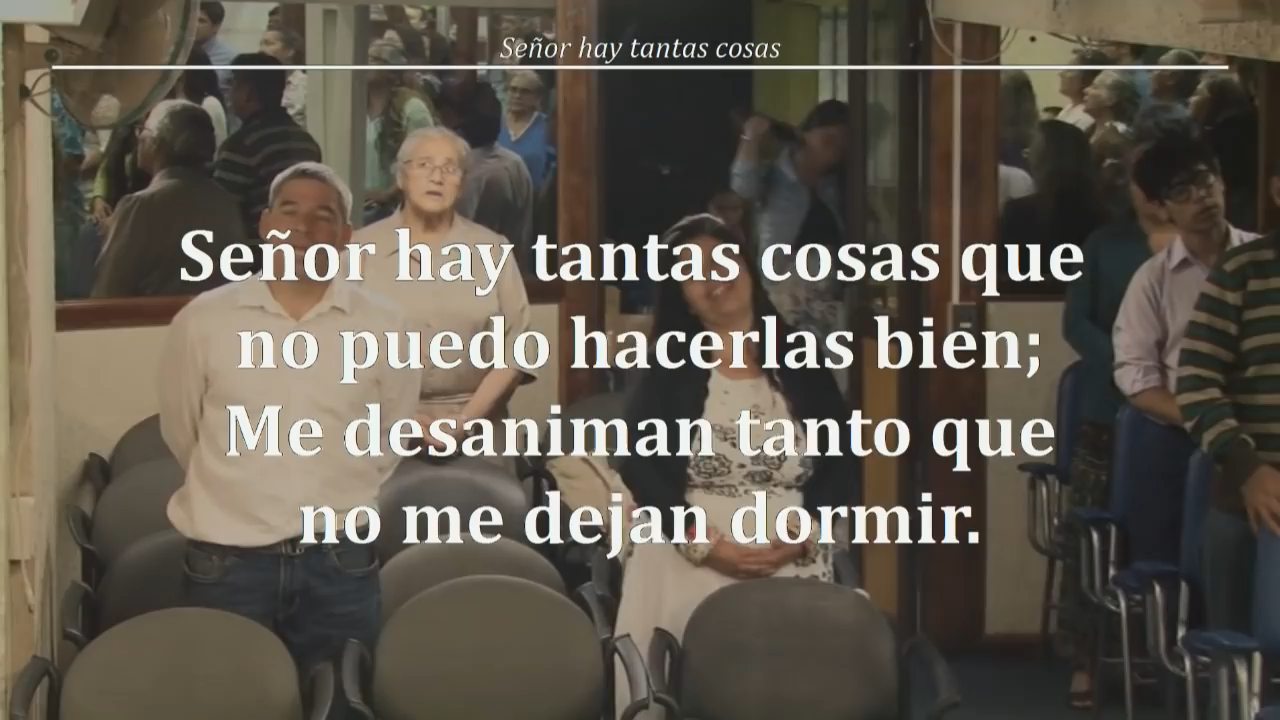 Señor hay tantas cosas
Señor hay tantas cosas que
no puedo hacerlas bien;
Me desaniman tanto que
no me dejan dormir.